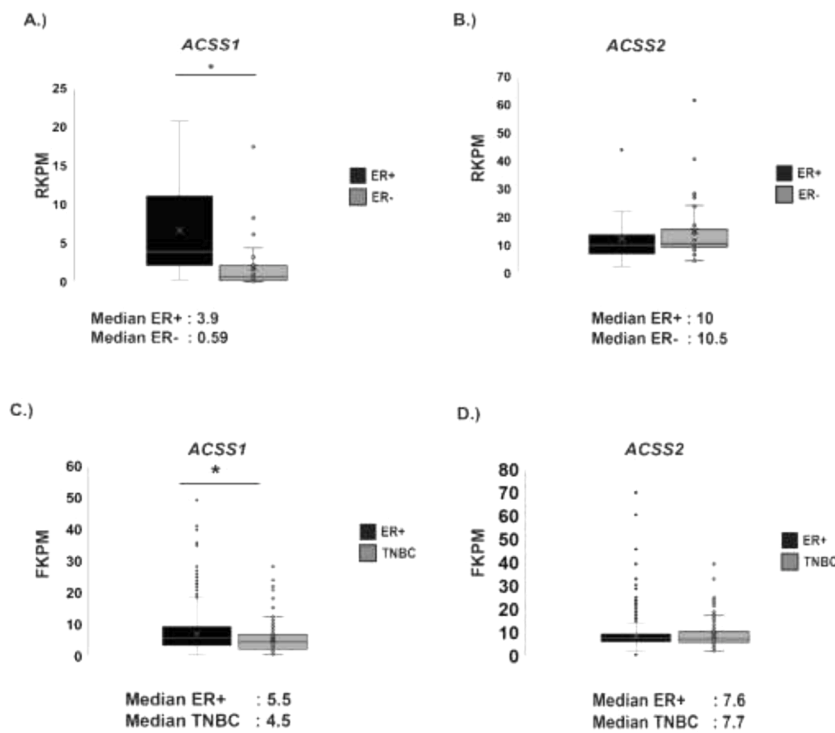 A.)
ACSS1
*
25
20
15
10
5
0
RKPM
ER+
ER-
Median ER+ : 3.9
Median ER- : 0.59
B.)
ACSS2
70
60
50
40
30
20
10
0
RKPM
ER+
ER-
Median ER+ : 10
Median ER- : 10.5
C.)
ACSS1
*
60
50
40
30
20
10
0
FKPM
ER+
TNBC
Median ER+ : 5.5
Median TNBC : 4.5
D.)
ACSS2
80
70
60
50
40
30
20
10
0
FKPM
ER+
TNBC
Median ER+ : 7.6
Median TNBC : 7.7